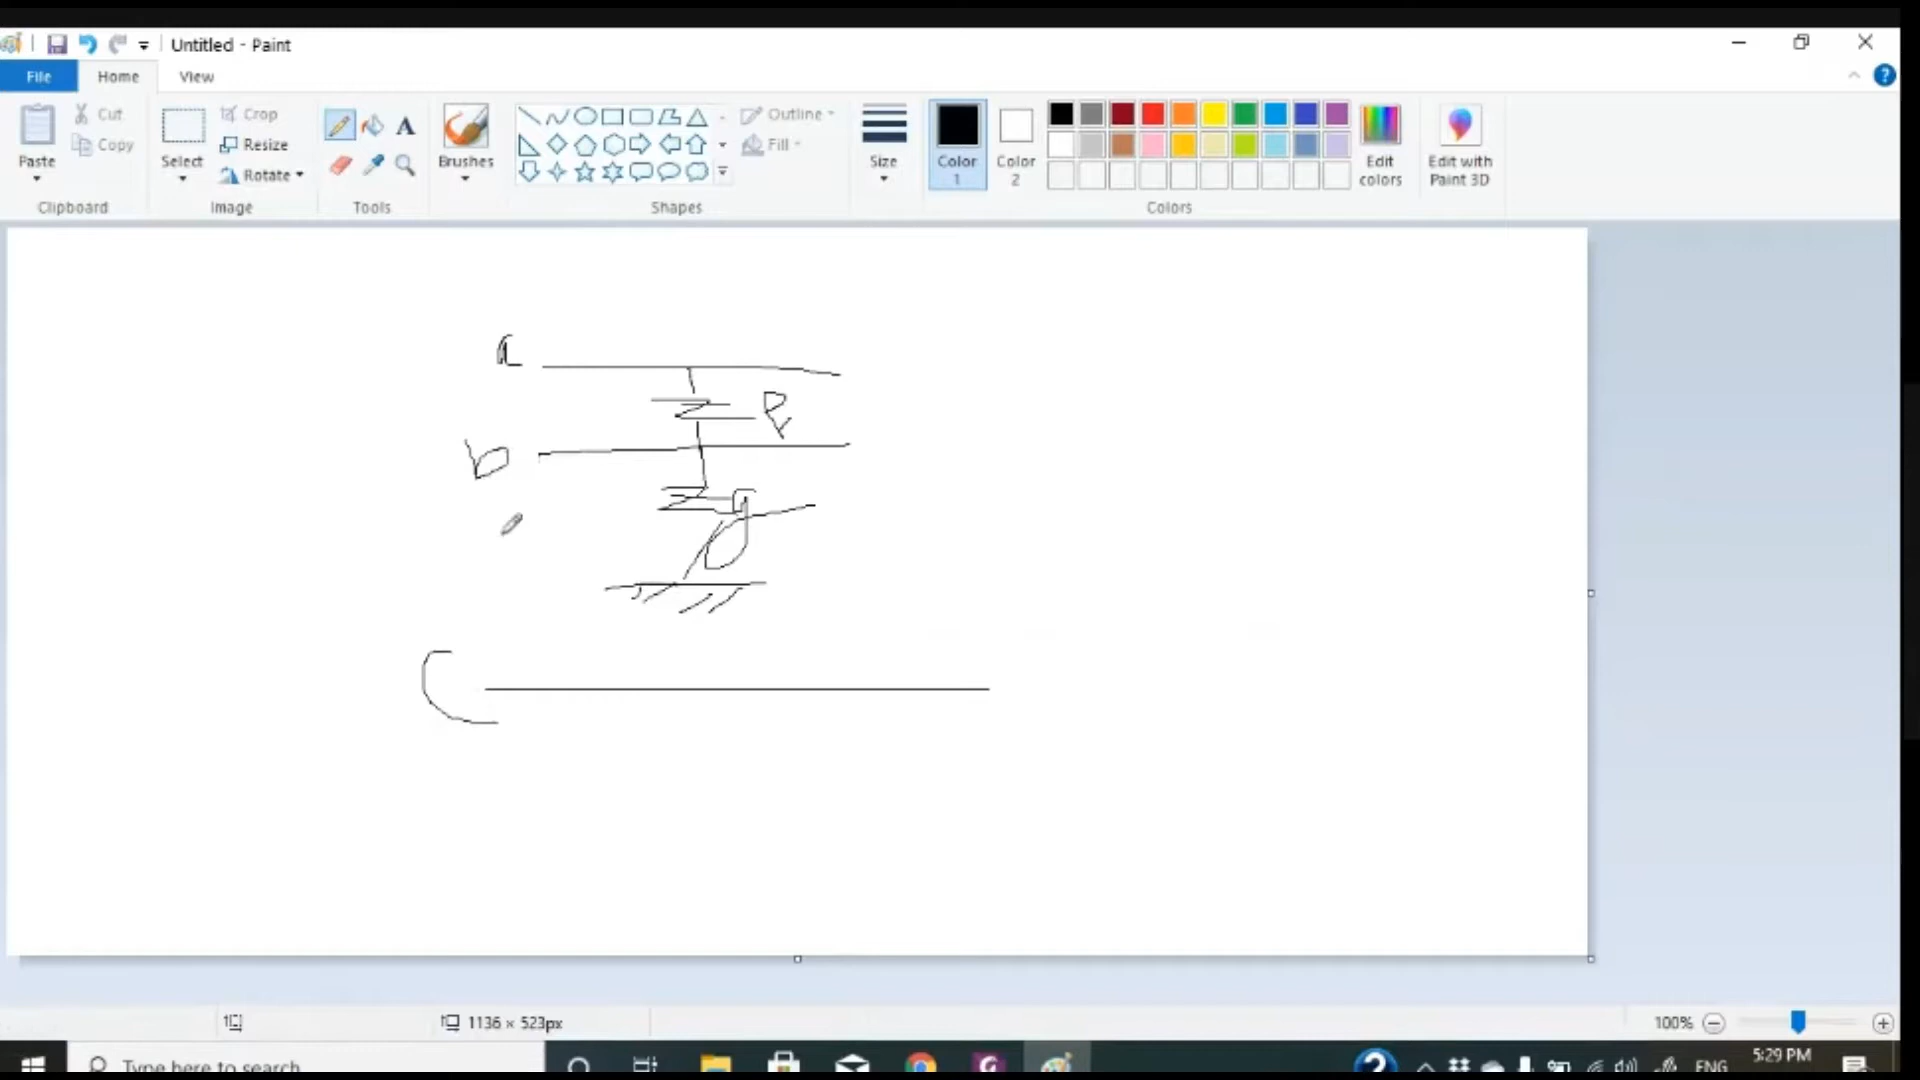 Untitled - Paint
File Home View
Paste Cut Copy Clipboard
Select Crop Resize Rotate Image
A Tools
Brushes
Outline Fill Shapes
Size
Color 1 Color 2 Edit colors Colors
Edit with Paint 3D
a
b
C
1136 × 523px
100%
Type here to search
ENG
5:29 PM